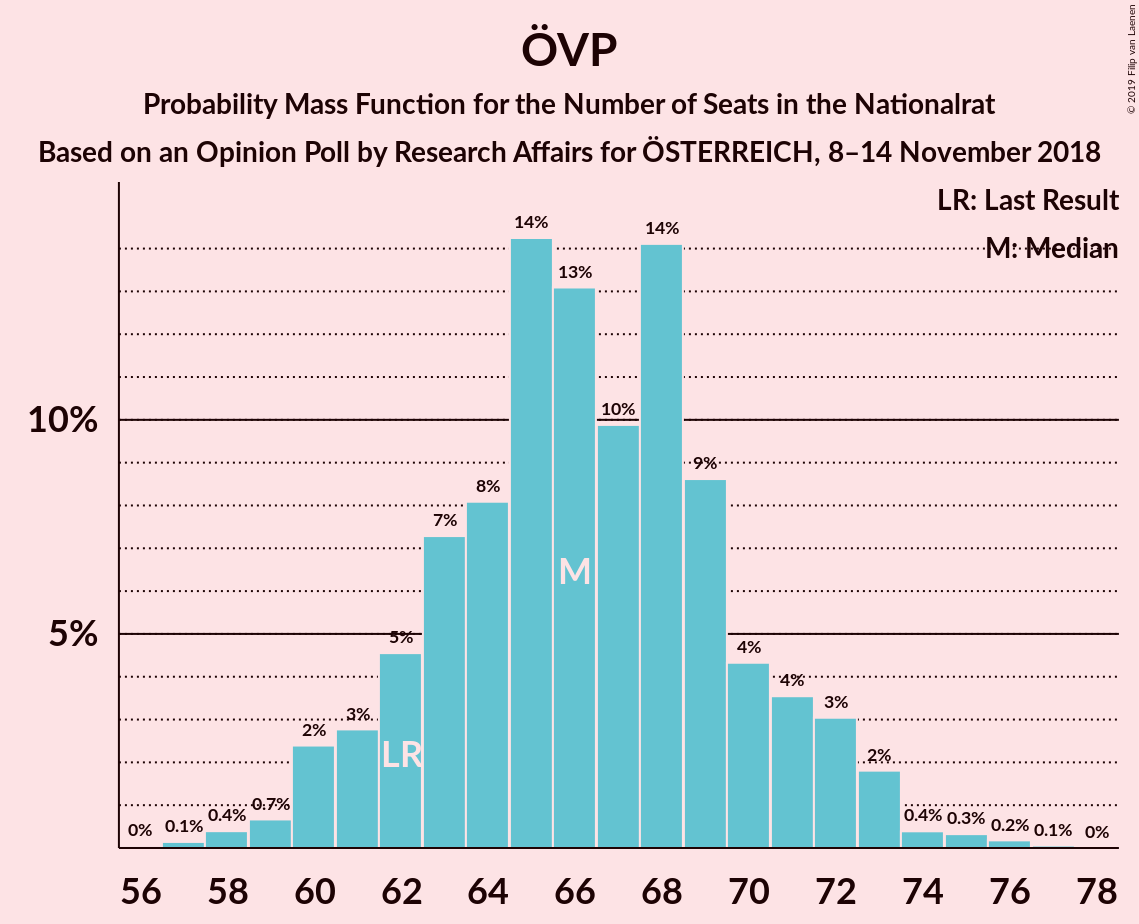 ÖVP
Probability Mass Function for the Number of Seats in the Nationalrat
Based on an Opinion Poll by Research Affairs for ÖSTERREICH, 8–14 November 2018
© 2019 Filip van Laenen
LR: Last Result
M: Median
14%
14%
13%
10%
10%
9%
8%
7%
M
5%
5%
4%
4%
3%
3%
2%
LR
2%
0.7%
0.4%
0.4%
0.3%
0.2%
0.1%
0.1%
0%
0%
56 58 60 62 64 66 68 70 72 74 76 78